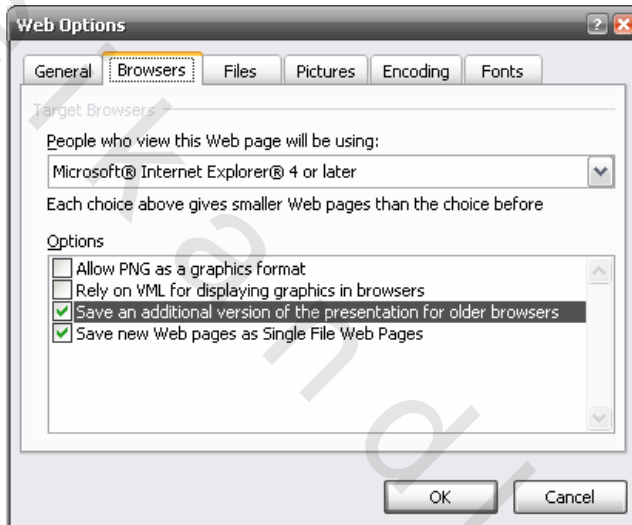 Web Options
General Browsers Files Pictures Encoding Fonts
Target Browsers
People who view this Web page will be using:
Microsoft® Internet Explorer® 4 or later
Each choice above gives smaller Web pages than the choice before
Options
Allow PNG as a graphics format
Rely on VML for displaying graphics in browsers
Save an additional version of the presentation for older browsers
Save new Web pages as Single File Web Pages
OK Cancel